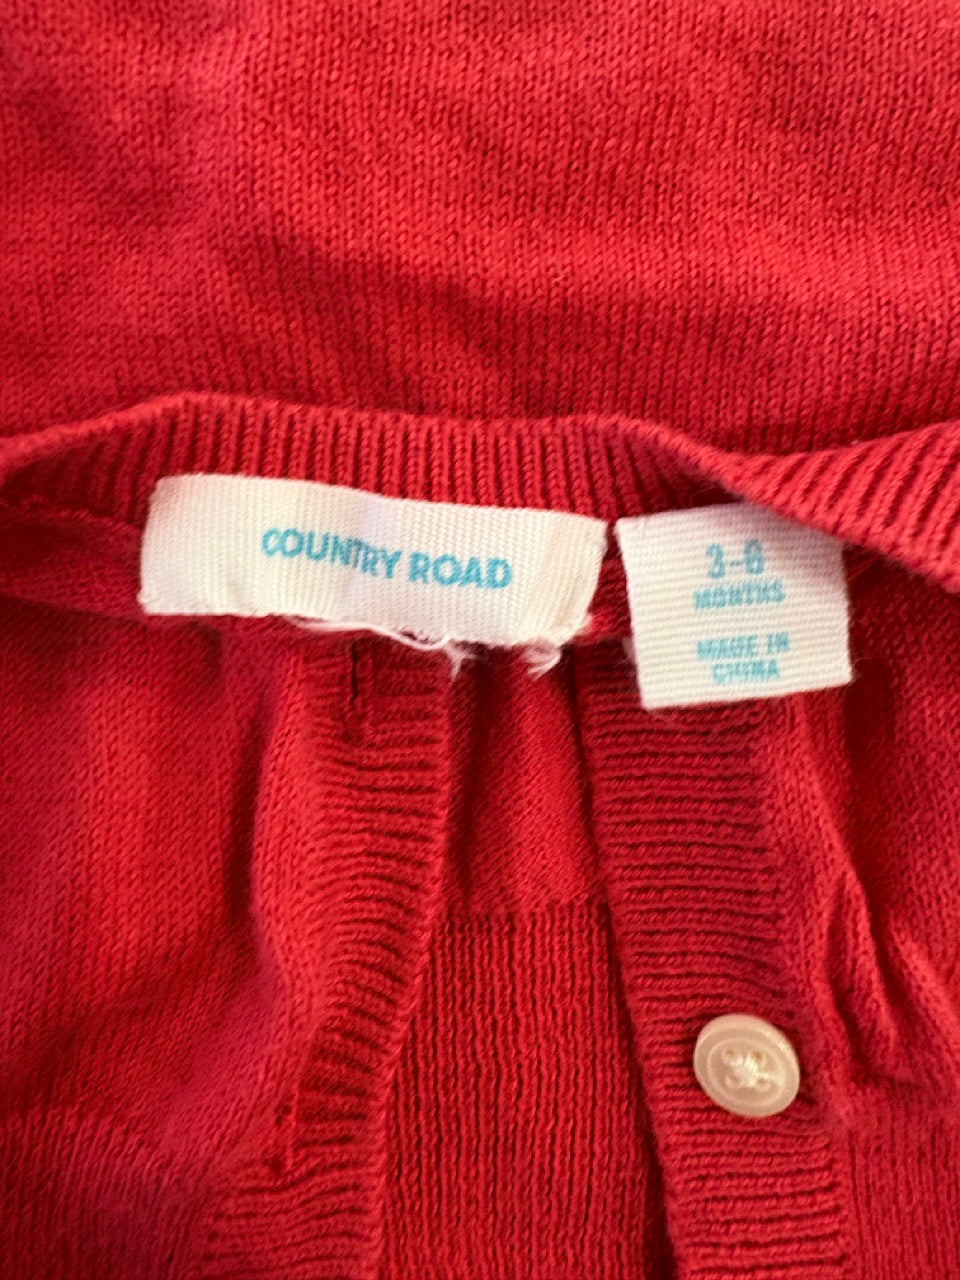 COUNTRY ROAD
3-6
MONTHS
MADE IN
CHINA